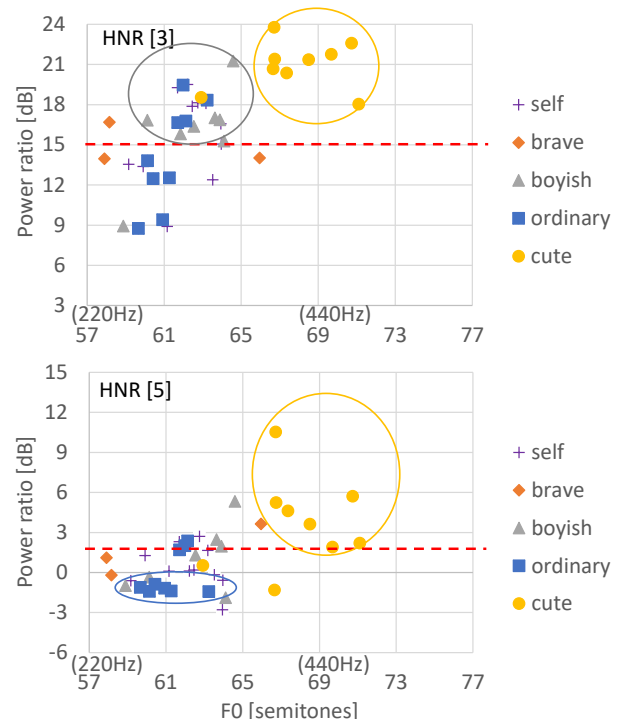 24
HNR [3]
21
18
15
12
9
6
3
Power ratio [dB]
self
brave
boyish
ordinary
cute
(220Hz) (440Hz)
57 61 65 69 73 77
15
HNR [5]
12
9
6
3
0
-3
-6
Power ratio [dB]
self
brave
boyish
ordinary
cute
(220Hz) (440Hz)
57 61 65 69 73 77
F0 [semitones]